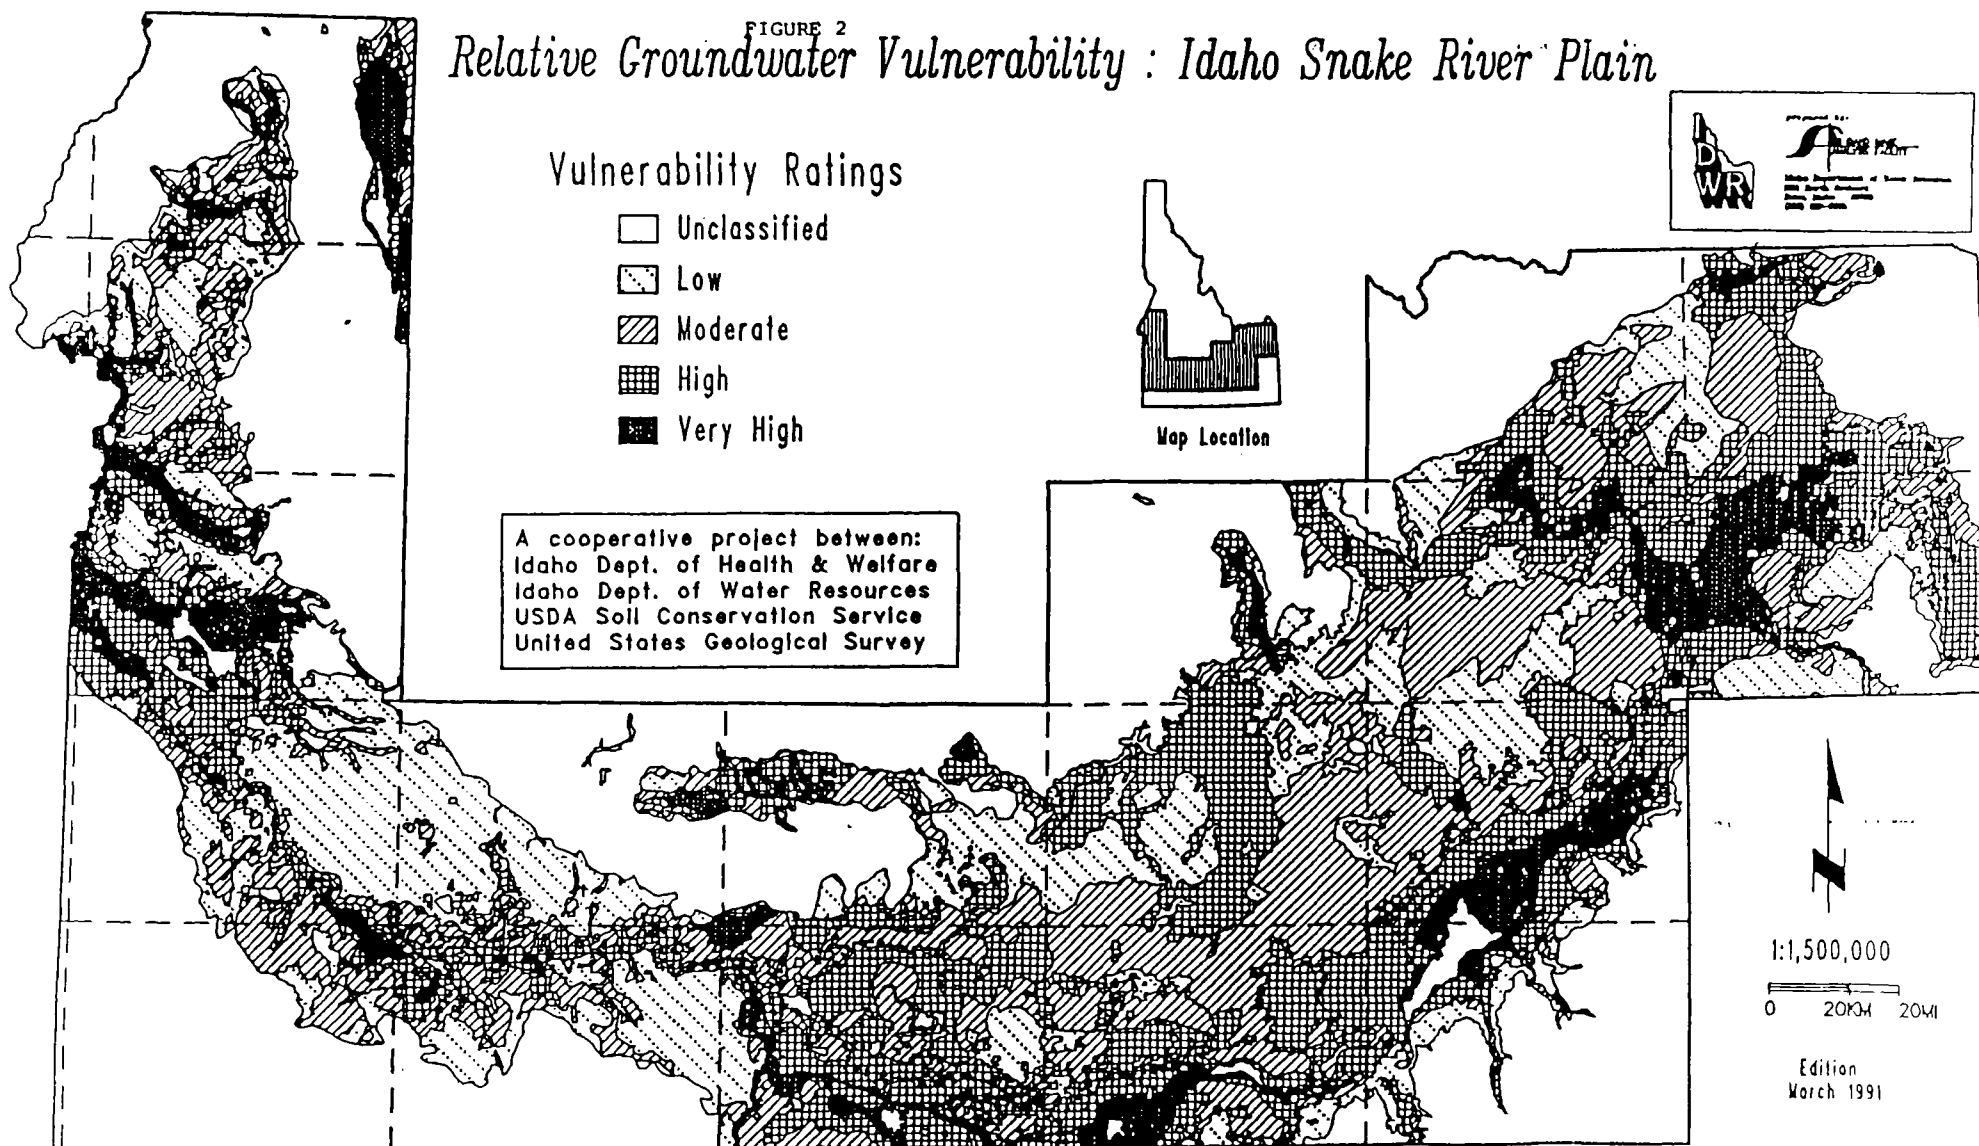 FIGURE 2
Relative Groundwater Vulnerability : Idaho Snake River Plain
Vulnerability Ratings
Unclassified
Low
Moderate
High
Very High
A cooperative project between:
Idaho Dept. of Health & Welfare
Idaho Dept. of Water Resources
USDA Soil Conservation Service
United States Geological Survey
Map Location
I
D
WR
1:1,500,000
0 20KM 20MI
Edition
March 1991